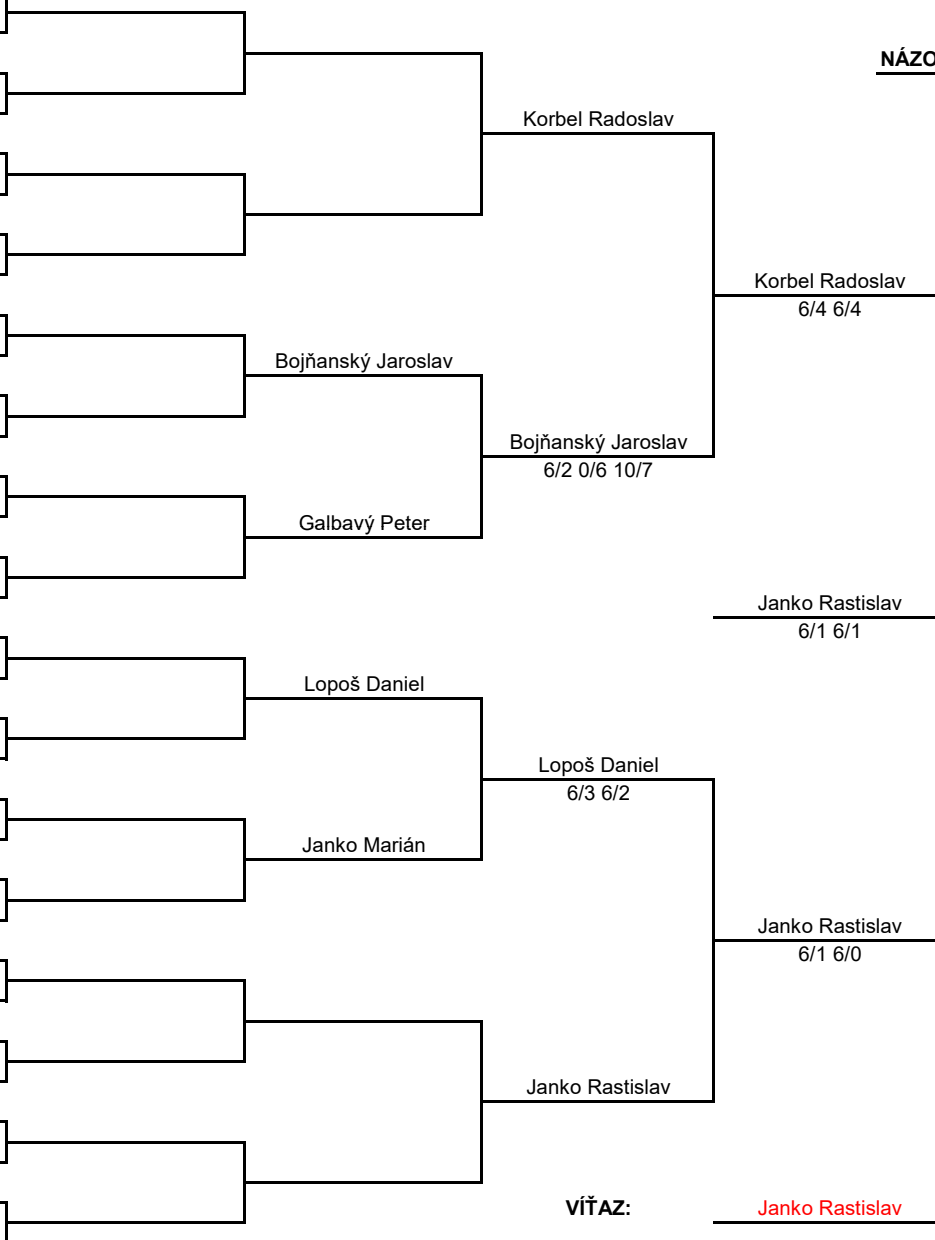 NÁZO
Korbel Radoslav
Korbel Radoslav
6/4 6/4
Bojňanský Jaroslav
Bojňanský Jaroslav
6/2 0/6 10/7
Galbavý Peter
Janko Rastislav
6/1 6/1
Lopoš Daniel
Lopoš Daniel
6/3 6/2
Janko Marián
Janko Rastislav
6/1 6/0
Janko Rastislav
VÍŤAZ: Janko Rastislav